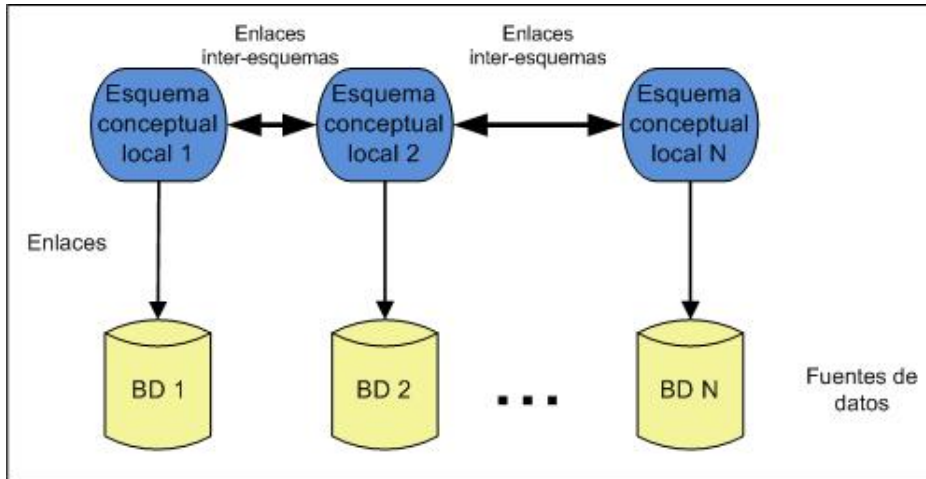 Enlaces
inter-esquemas
Enlaces
inter-esquemas
Esquema
conceptual
local 1
Esquema
conceptual
local 2
Esquema
conceptual
local N
Enlaces
BD 1
BD 2
...
BD N
Fuentes de
datos